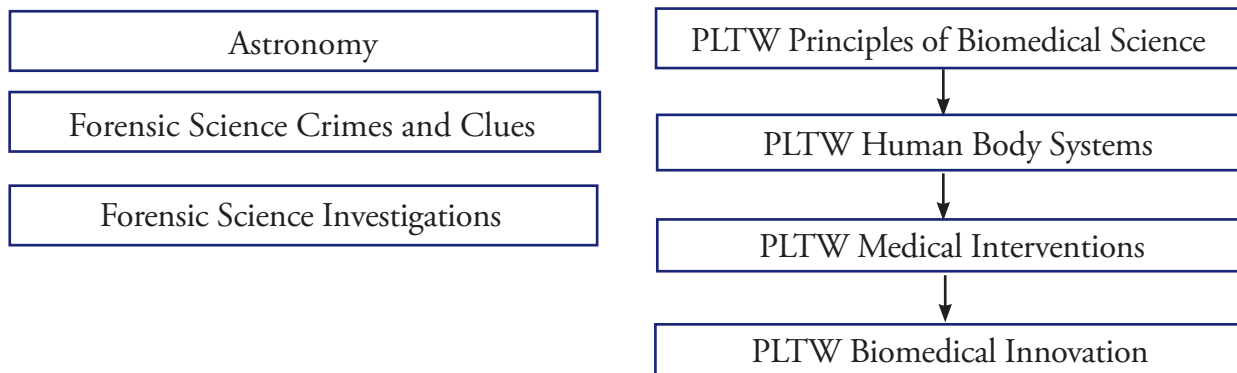 Astronomy
Forensic Science Crimes and Clues
Forensic Science Investigations
PLTW Principles of Biomedical Science
PLTW Human Body Systems
PLTW Medical Interventions
PLTW Biomedical Innovation